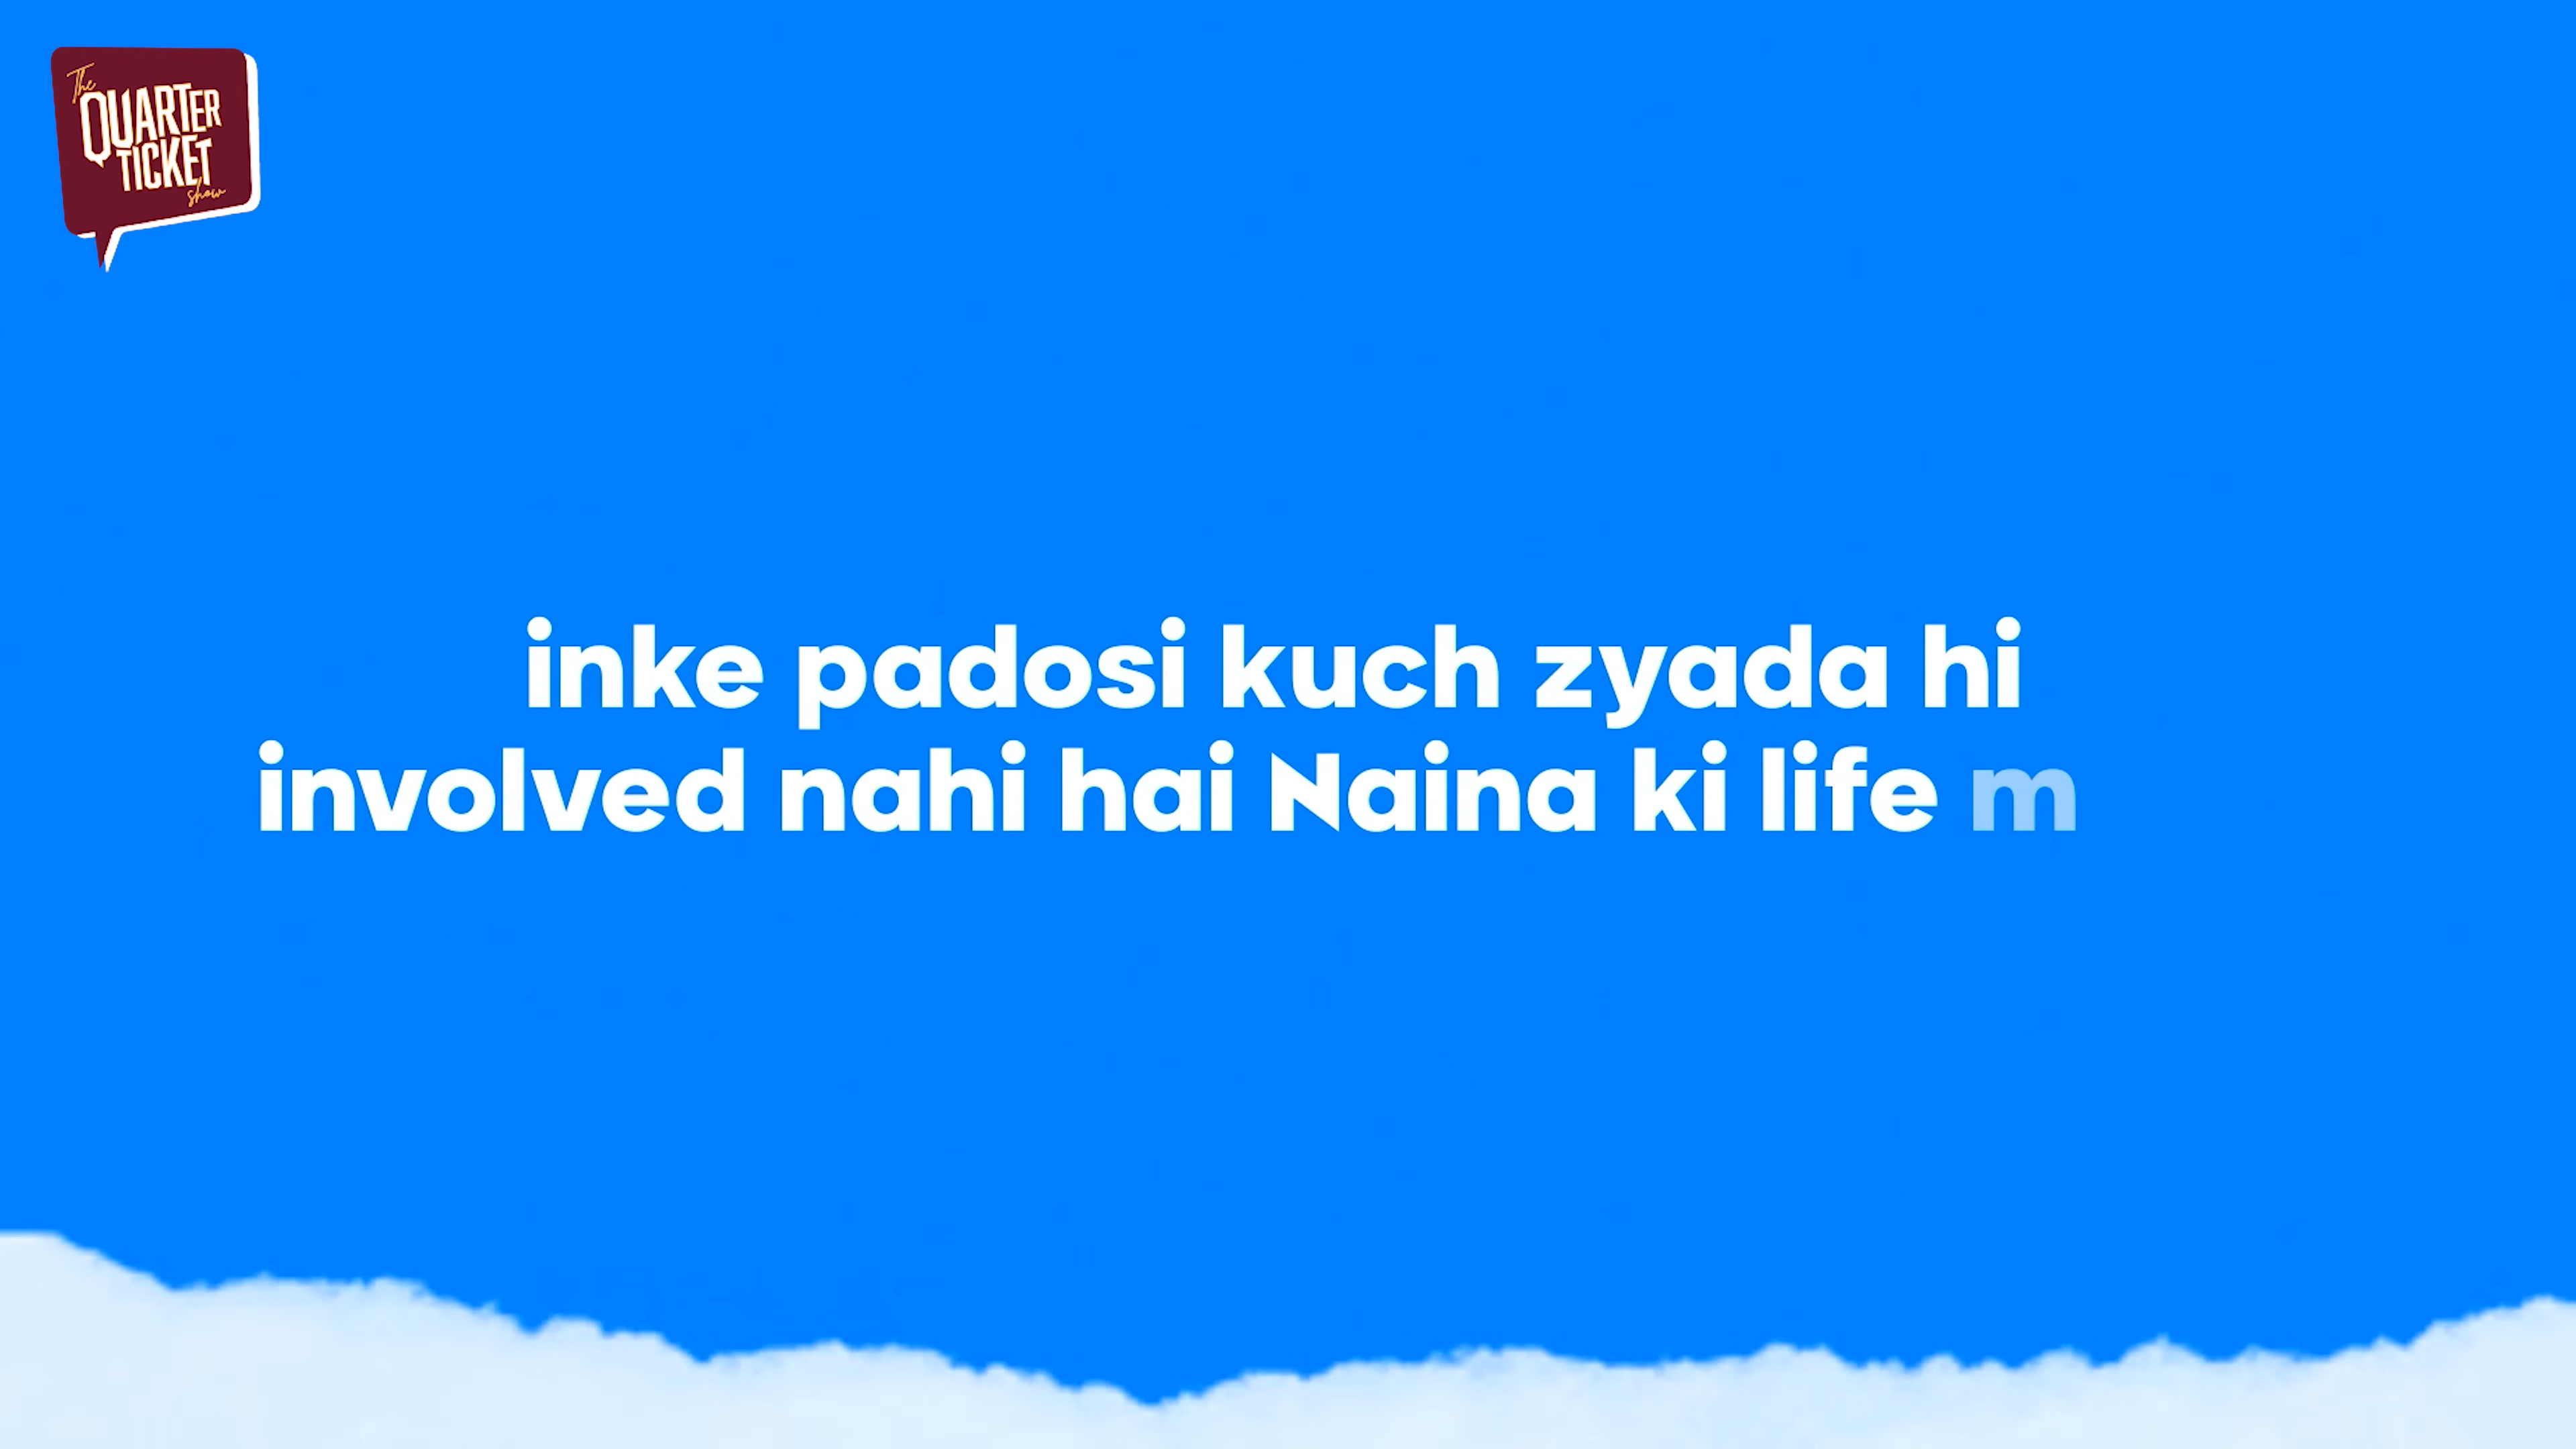 The
QUARTER
TICKET
show
inke padosi kuch zyada hi
involved nahi hai Naina ki life m